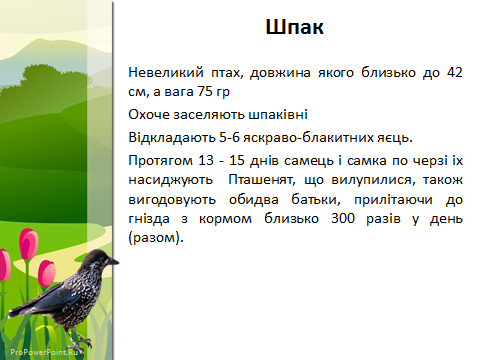 Шпак
Невеликий птах, довжина якого близько до 42
см, а вага 75 гр
Охоче заселяють шпаківні
Відкладають 5-6 яскраво-блакитних яєць.
Протягом 13 - 15 днів самець і самка по черзі їх
насиджують Пташенят, що вилупилися, також
вигодовують обидва батьки, прилітаючи до
гнізда з кормом близько 300 разів у день
(разом).
ProPowerPoint.Ru